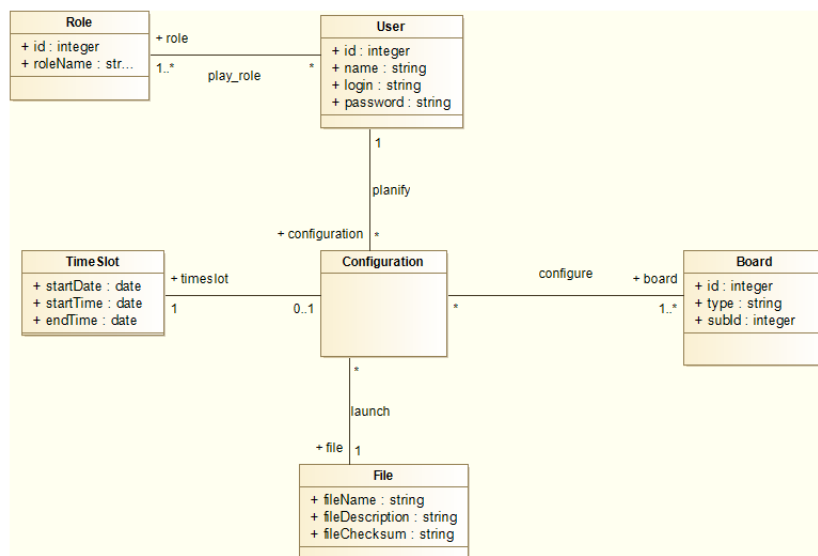 Role
+ id : integer
+ roleName : str...
+ role
1..*
play_role
*
User
+ id : integer
+ name : string
+ login : string
+ password : string
1
planify
+ configuration
*
TimeSlot
+ startDate : date
+ startTime : date
+ endTime : date
+ timeslot
1
0..1
Configuration
configure
*
+ board
1..*
Board
+ id : integer
+ type : string
+ subId : integer
*
launch
+ file
1
File
+ fileName : string
+ fileDescription : string
+ fileChecksum : string